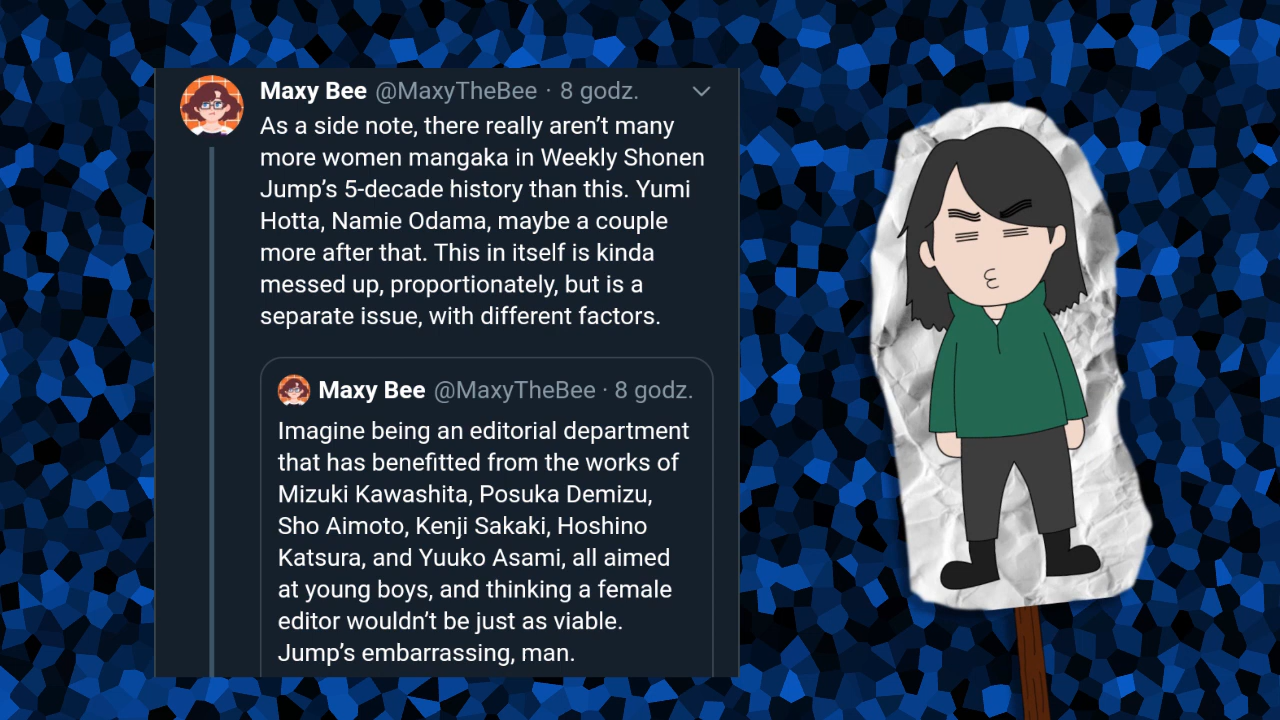 Maxy Bee @MaxyTheBee · 8 godz.
As a side note, there really aren’t many
more women mangaka in Weekly Shonen
Jump’s 5-decade history than this. Yumi
Hotta, Namie Odama, maybe a couple
more after that. This in itself is kinda
messed up, proportionately, but is a
separate issue, with different factors.
Maxy Bee @MaxyTheBee · 8 godz.
Imagine being an editorial department
that has benefitted from the works of
Mizuki Kawashita, Posuka Demizu,
Sho Aimoto, Kenji Sakaki, Hoshino
Katsura, and Yuuko Asami, all aimed
at young boys, and thinking a female
editor wouldn’t be just as viable.
Jump’s embarrassing, man.